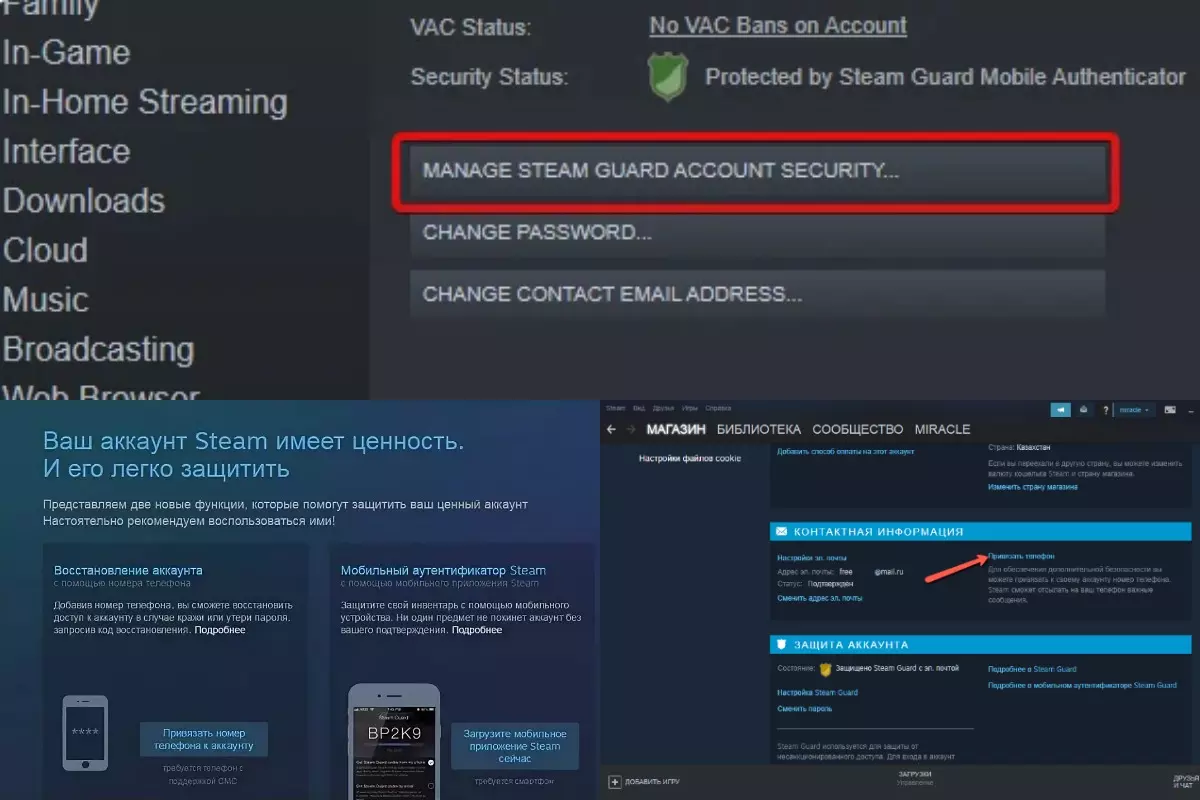 Family
In-Game
In-Home Streaming
Interface
Downloads
Cloud
Music
Broadcasting
Web Browser
VAC Status: No VAC Bans on Account
Security Status: Protected by Steam Guard Mobile Authenticator
MANAGE STEAM GUARD ACCOUNT SECURITY...
CHANGE PASSWORD...
CHANGE CONTACT EMAIL ADDRESS...
Ваш аккаунт Steam имеет ценность.
И его легко защитить
Представляем две новые функции, которые помогут защитить ваш ценный аккаунт
Настоятельно рекомендуем воспользоваться ими!
Восстановление аккаунта
с помощью номера телефона
Добавив номер телефона, вы сможете восстановить
доступ к аккаунту в случае кражи или утери пароля,
запросив код восстановления. Подробнее
****
Привязать номер
телефона к аккаунту
требуется телефон с
поддержкой СМС
Мобильный аутентификатор Steam
с помощью мобильного приложения Steam
Защитите свой инвентарь с помощью мобильного
устройства. Ни один предмет не покинет аккаунт без
вашего подтверждения. Подробнее
Steam Guard
BP2K9
Загрузите мобильное
приложение Steam
сейчас
требуется смартфон
Steam Вид Друзья Игры Справка
? miracle
МАГАЗИН БИБЛИОТЕКА СООБЩЕСТВО MIRACLE
Настройки файлов cookie
Добавить способ оплаты на этот аккаунт
Страна: Казахстан
Если вы переехали в другую страну, вы можете изменить
валюту кошелька Steam и страну магазина.
Изменить страну магазина
КОНТАКТНАЯ ИНФОРМАЦИЯ
Настройки эл. почты
Адрес эл. почты: free @mail.ru
Статус: Подтверждён
Сменить адрес эл. почты
Привязать телефон
Для обеспечения дополнительной безопасности вы
можете привязать к своему аккаунту номер телефона.
Steam сможет отсылать на ваш телефон важные
сообщения.
ЗАЩИТА АККАУНТА
Состояние: Защищено Steam Guard с эл. почтой
Настройка Steam Guard
Сменить пароль
Подробнее о Steam Guard
Подробнее о мобильном аутентификаторе Steam Guard
Steam Guard используется для защиты от
несанкционированного доступа. Для входа в аккаунт
ДОБАВИТЬ ИГРУ
ЗАГРУЗКИ
Управление
ДРУЗЬЯ
И ЧАТ